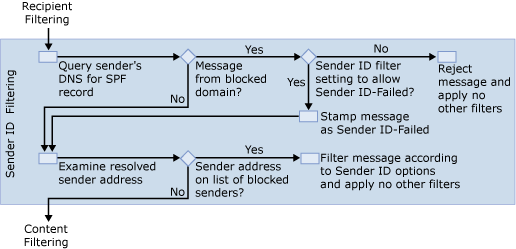 Recipient
Filtering
Sender ID Filtering
Query sender's
DNS for SPF
record
Message
from blocked
domain?
Yes
No
Sender ID filter
setting to allow
Sender ID-Failed?
No
Yes
Reject
message and
apply no
other filters
Stamp message
as Sender ID-Failed
Examine resolved
sender address
Sender address
on list of blocked
senders?
Yes
No
Filter message according
to Sender ID options
and apply no other filters
Content
Filtering